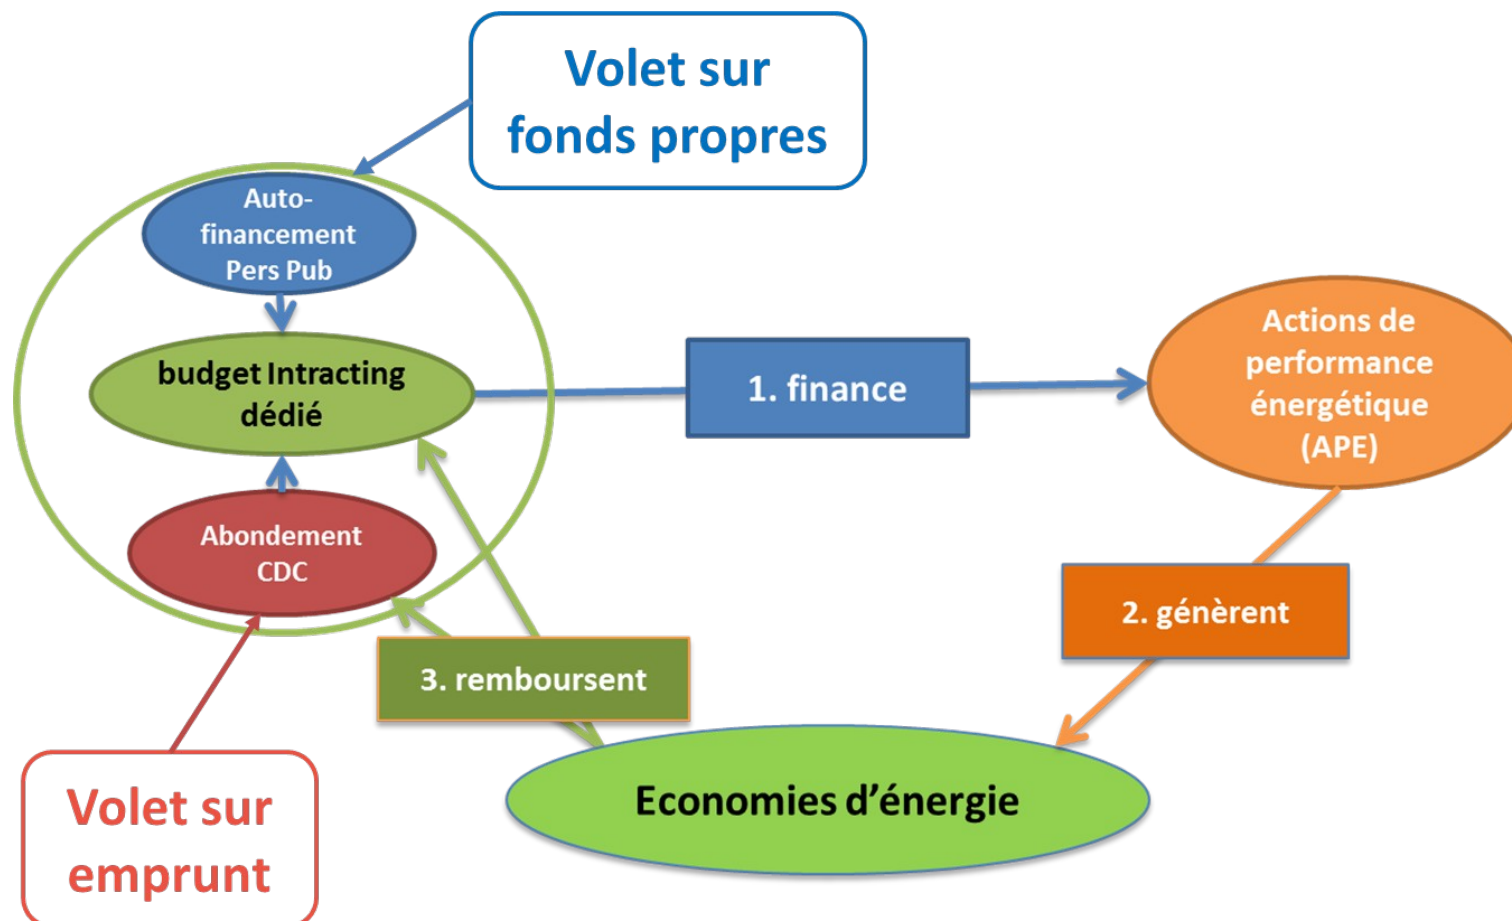 Volet sur
fonds propres
Auto-
financement
Pers Pub
budget Intracting
dédié
Abondement
CDC
1. finance
Actions de
performance
énergétique
(APE)
2. génèrent
3. remboursent
Economies d’énergie
Volet sur
emprunt